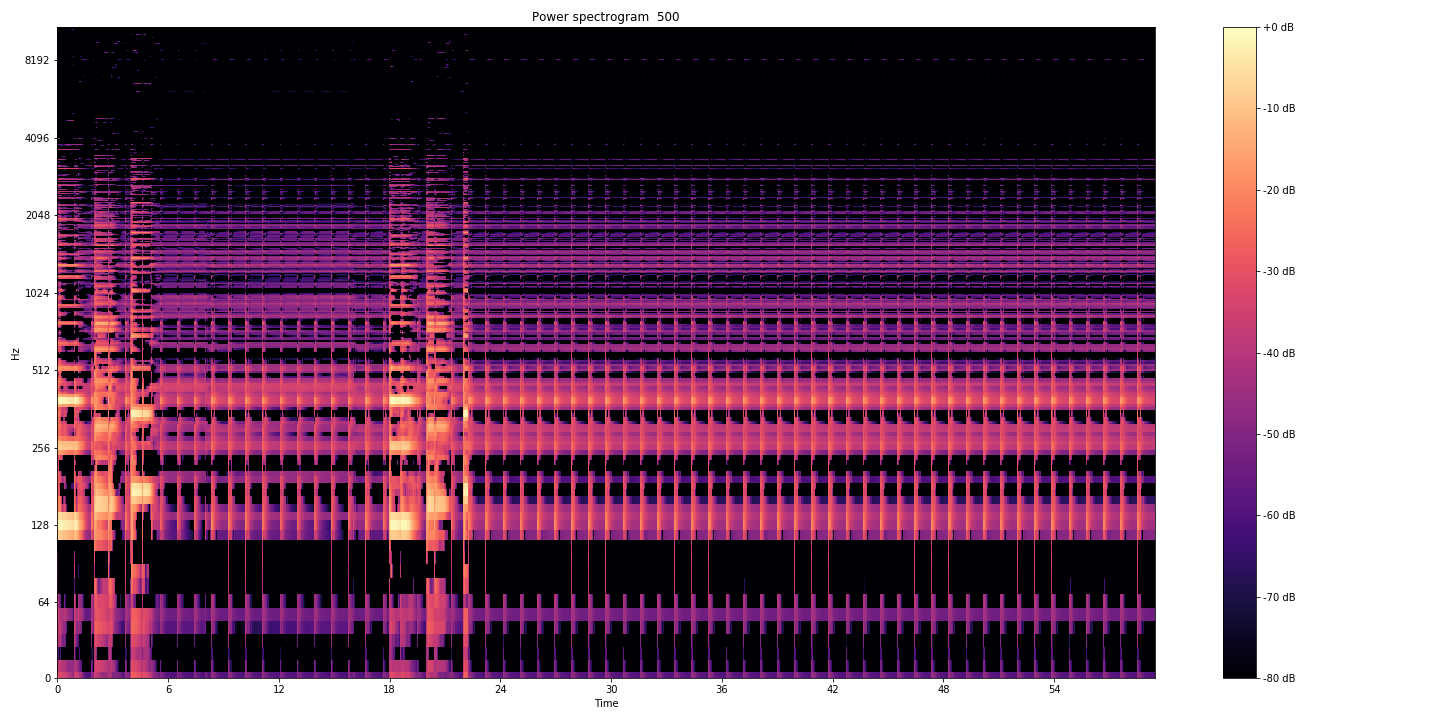 Power spectrogram 500
8192
4096
2048
1024
512
256
128
64
0
Hz
0 6 12 18 24 30 36 42 48 54
Time
+0 dB
-10 dB
-20 dB
-30 dB
-40 dB
-50 dB
-60 dB
-70 dB
-80 dB